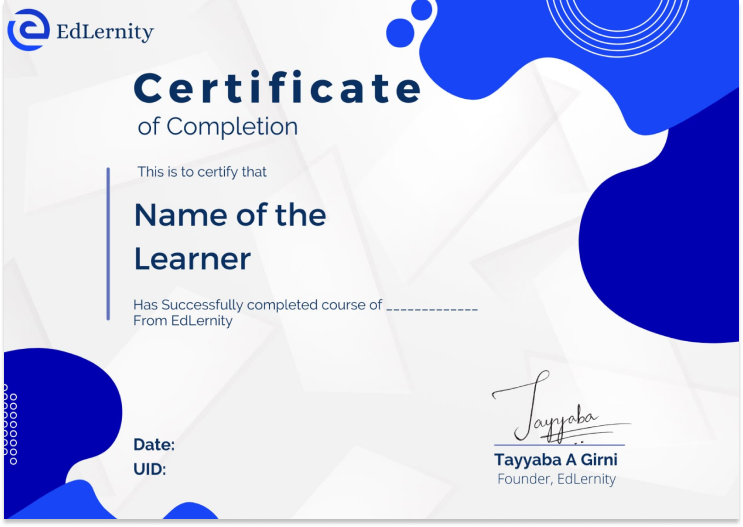 EdLernity
Certificate
of Completion
This is to certify that
Name of the
Learner
Has Successfully completed course of _____________
From EdLernity
Date:
UID:
Tayyaba
Tayyaba A Girni
Founder, EdLernity